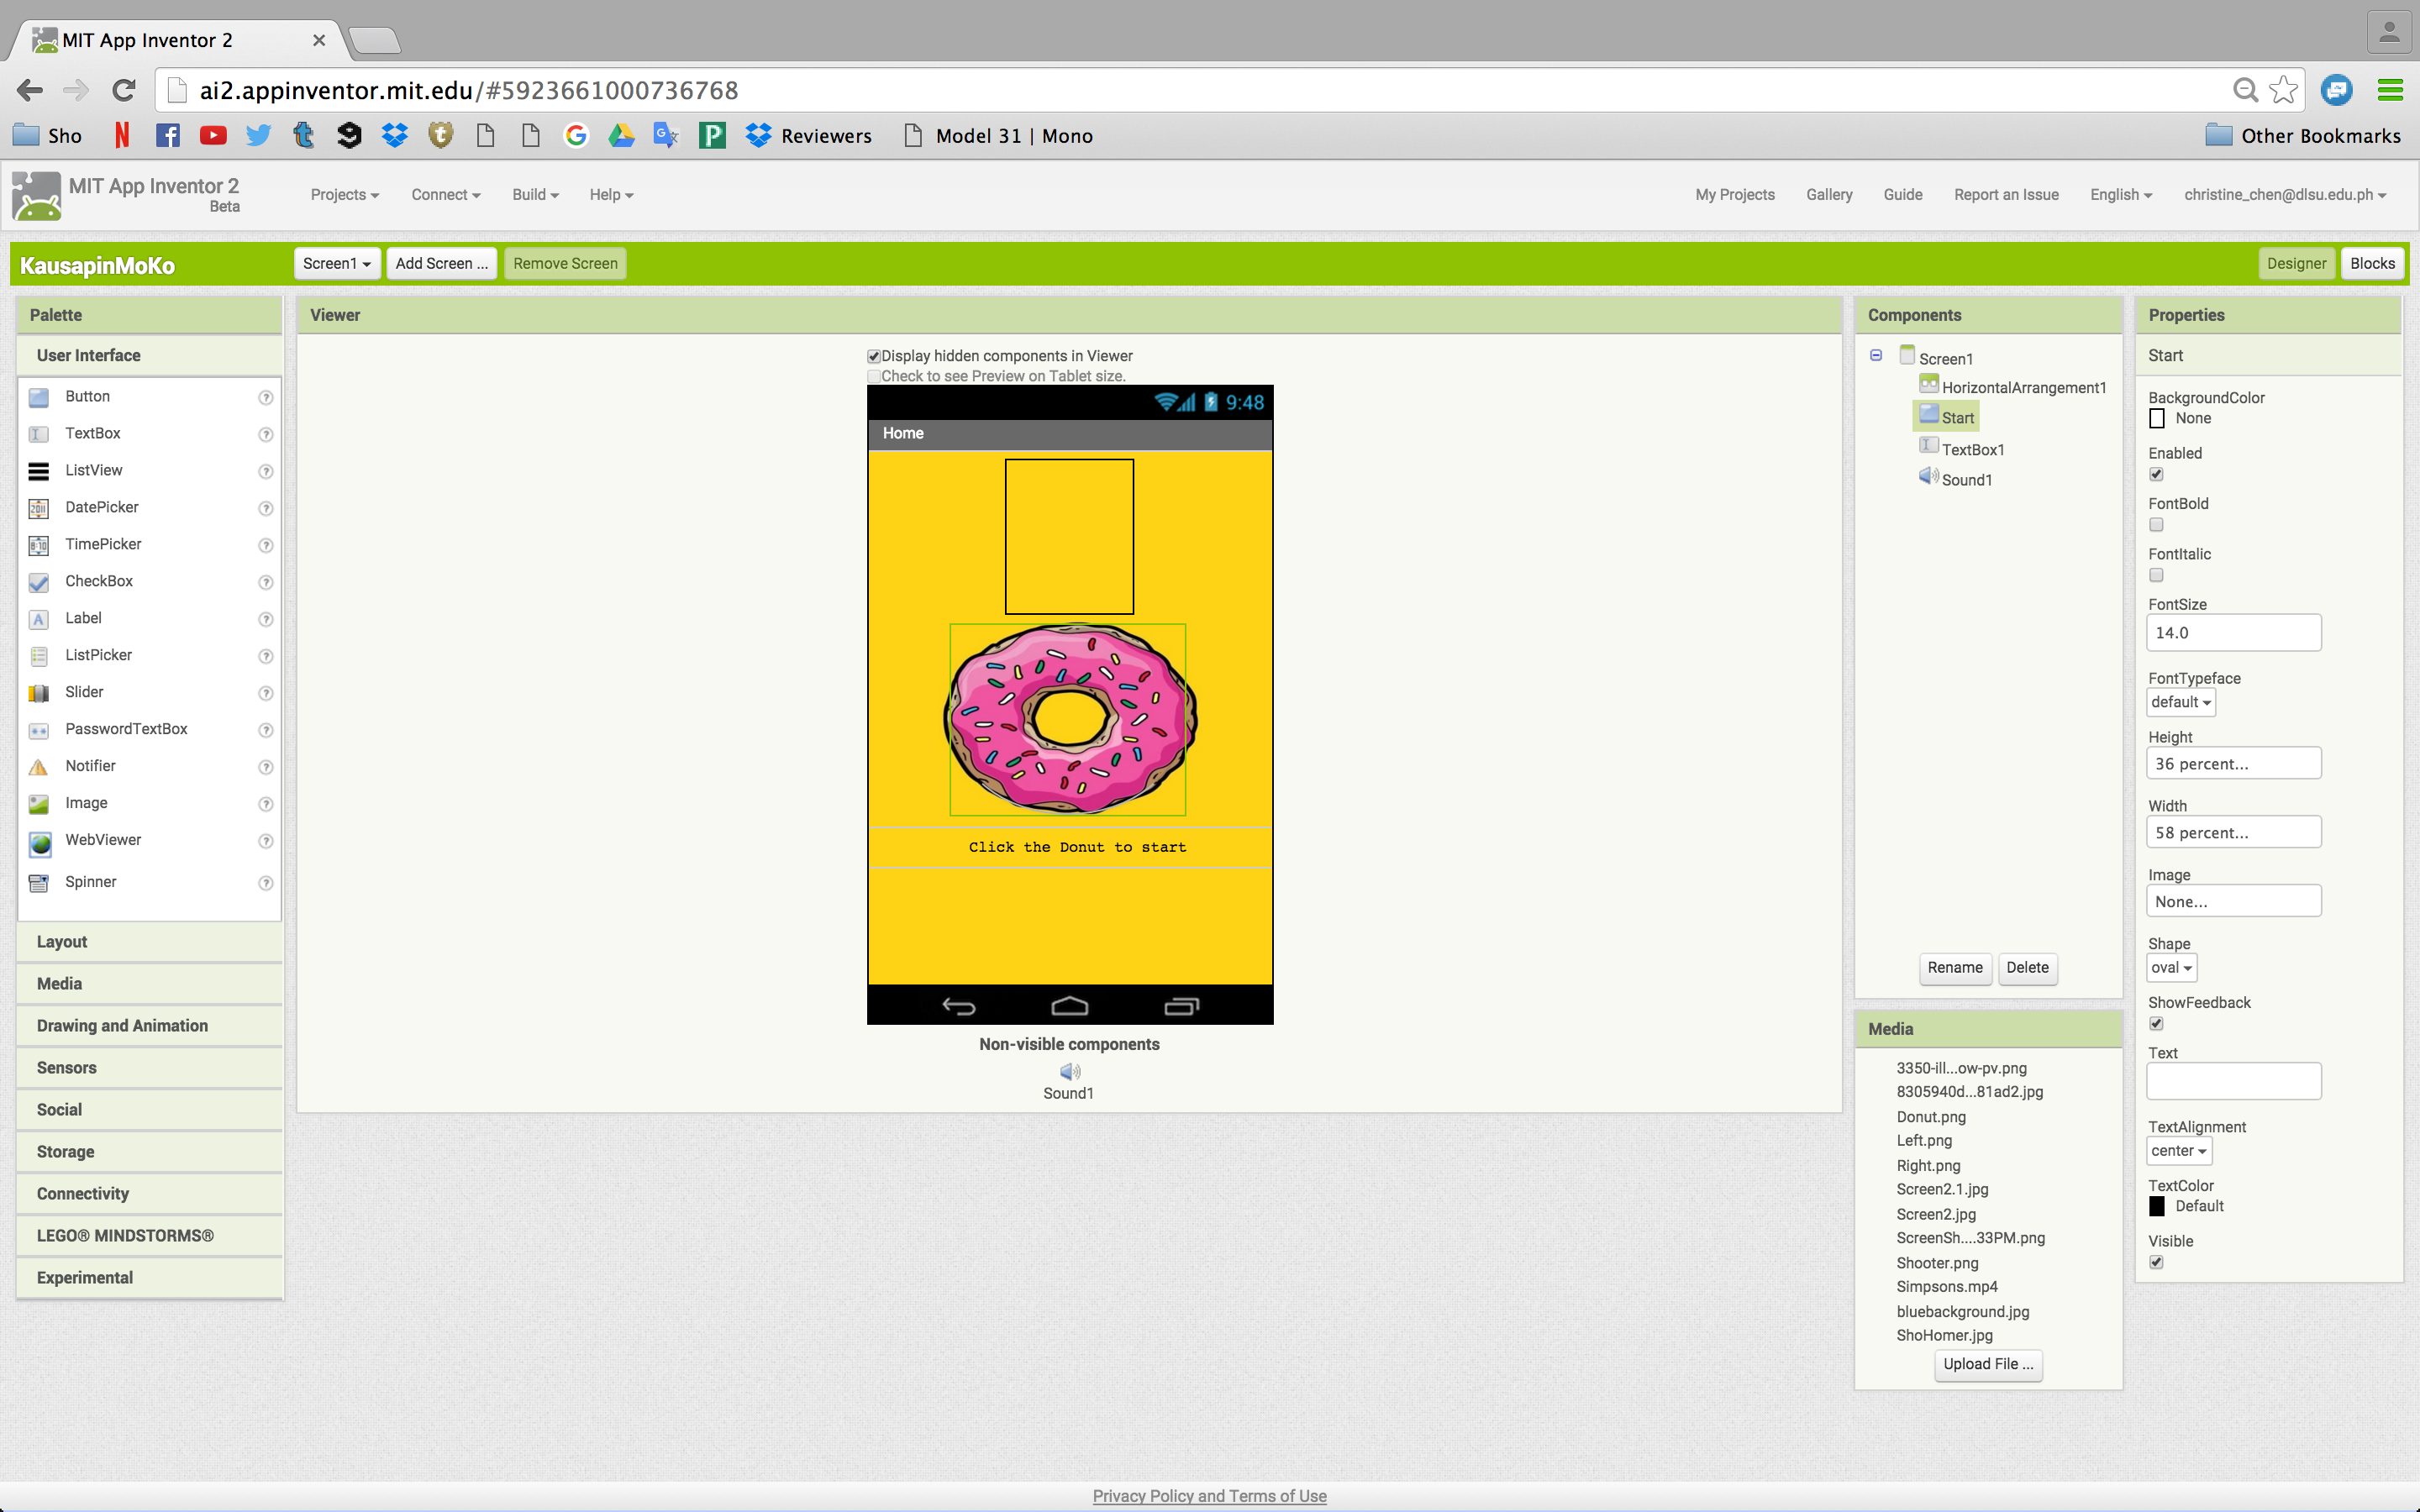 MIT App Inventor 2
ai2.appinventor.mit.edu/#5923661000736768
Sho
Reviewers
Model 31 | Mono
Other Bookmarks
MIT App Inventor 2
Beta
Projects
Connect
Build
Help
My Projects
Gallery
Guide
Report an Issue
English
christine_chen@dlsu.edu.ph
KausapinMoKo
Screen1
Add Screen ...
Remove Screen
Designer
Blocks
Palette
User Interface
Button
TextBox
ListView
DatePicker
TimePicker
CheckBox
Label
ListPicker
Slider
PasswordTextBox
Notifier
Image
WebViewer
Spinner
Layout
Media
Drawing and Animation
Sensors
Social
Storage
Connectivity
LEGO® MINDSTORMS®
Experimental
Viewer
Display hidden components in Viewer
Check to see Preview on Tablet size.
9:48
Home
Click the Donut to start
Non-visible components
Sound1
Components
Screen1
HorizontalArrangement1
Start
TextBox1
Sound1
Rename
Delete
Media
3350-ill...ow-pv.png
8305940d...81ad2.jpg
Donut.png
Left.png
Right.png
Screen2.1.jpg
Screen2.jpg
ScreenSh....33PM.png
Shooter.png
Simpsons.mp4
bluebackground.jpg
ShoHomer.jpg
Upload File ...
Properties
Start
BackgroundColor
None
Enabled
FontBold
FontItalic
FontSize
14.0
FontTypeface
default
Height
36 percent...
Width
58 percent...
Image
None...
Shape
oval
ShowFeedback
Text
TextAlignment
center
TextColor
Default
Visible
Privacy Policy and Terms of Use